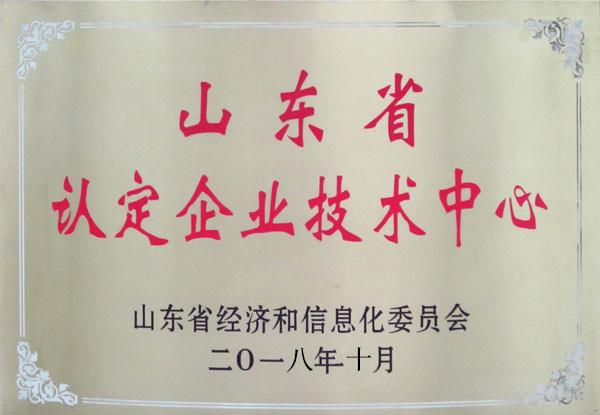 山东省
认定企业技术中心
山东省经济和信息化委员会
二〇一八年十月